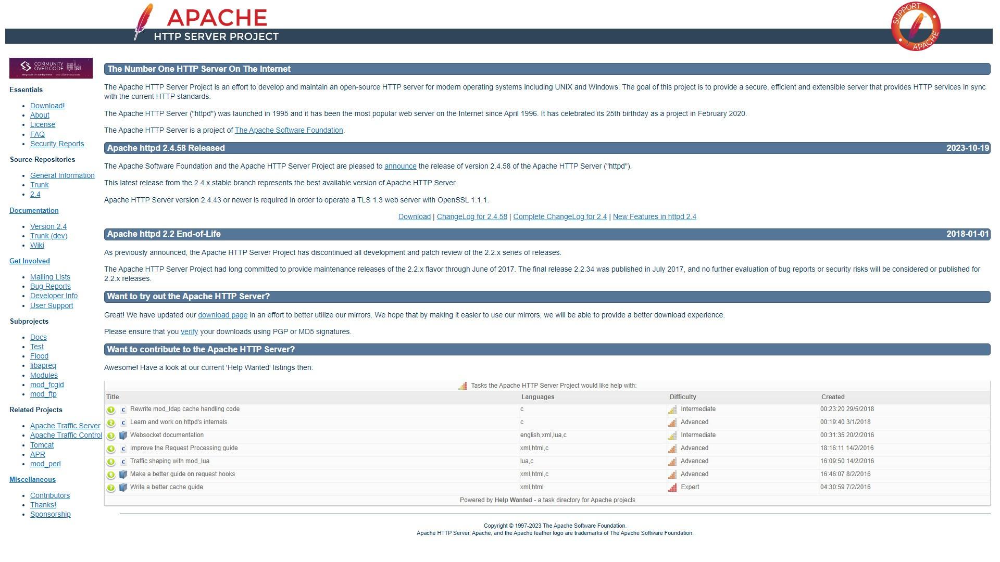 APACHE
HTTP SERVER PROJECT
SUPPORT
APACHE
COMMUNITY
OVER CODE
Essentials
Download!
About
License
FAQ
Security Reports
Source Repositories
General Information
Trunk
2.4
Documentation
Version 2.4
Trunk (dev)
Wiki
Get Involved
Mailing Lists
Bug Reports
Developer Info
User Support
Subprojects
Docs
Test
Flood
libapreq
Modules
mod_fcgid
mod_ftp
Related Projects
Apache Traffic Server
Apache Traffic Control
Tomcat
APR
mod_perl
Miscellaneous
Contributors
Thanks!
Sponsorship
The Number One HTTP Server On The Internet
The Apache HTTP Server Project is an effort to develop and maintain an open-source HTTP server for modern operating systems including UNIX and Windows. The goal of this project is to provide a secure, efficient and extensible server that provides HTTP services in sync
with the current HTTP standards.
The Apache HTTP Server ("httpd") was launched in 1995 and it has been the most popular web server on the Internet since April 1996. It has celebrated its 25th birthday as a project in February 2020.
The Apache HTTP Server is a project of The Apache Software Foundation.
Apache httpd 2.4.58 Released 2023-10-19
The Apache Software Foundation and the Apache HTTP Server Project are pleased to announce the release of version 2.4.58 of the Apache HTTP Server ("httpd").
This latest release from the 2.4.x stable branch represents the best available version of Apache HTTP Server.
Apache HTTP Server version 2.4.43 or newer is required in order to operate a TLS 1.3 web server with OpenSSL 1.1.1.
Download | ChangeLog for 2.4.58 | Complete ChangeLog for 2.4 | New Features in httpd 2.4
Apache httpd 2.2 End-of-Life 2018-01-01
As previously announced, the Apache HTTP Server Project has discontinued all development and patch review of the 2.2.x series of releases.
The Apache HTTP Server Project had long committed to provide maintenance releases of the 2.2.x flavor through June of 2017. The final release 2.2.34 was published in July 2017, and no further evaluation of bug reports or security risks will be considered or published for
2.2.x releases.
Want to try out the Apache HTTP Server?
Great! We have updated our download page in an effort to better utilize our mirrors. We hope that by making it easier to use our mirrors, we will be able to provide a better download experience.
Please ensure that you verify your downloads using PGP or MD5 signatures.
Want to contribute to the Apache HTTP Server?
Awesome! Have a look at our current 'Help Wanted' listings then:
Tasks the Apache HTTP Server Project would like help with:
Title Languages Difficulty Created
1 C Rewrite mod_ldap cache handling code c Intermediate 00:23:20 29/5/2018
2 C Learn and work on httpd's internals c Advanced 00:19:40 3/1/2018
3 Websocket documentation english,xml,lua,c Intermediate 00:31:35 20/2/2016
4 C Improve the Request Processing guide xml,html,c Advanced 18:16:11 14/2/2016
5 C Traffic shaping with mod_lua lua,c Advanced 16:09:50 14/2/2016
6 Make a better guide on request hooks xml,html,c Advanced 16:46:07 8/2/2016
7 Write a better cache guide xml,html Expert 04:30:59 7/2/2016
Powered by Help Wanted - a task directory for Apache projects
Copyright © 1997-2023 The Apache Software Foundation.
Apache HTTP Server, Apache, and the Apache feather logo are trademarks of The Apache Software Foundation.